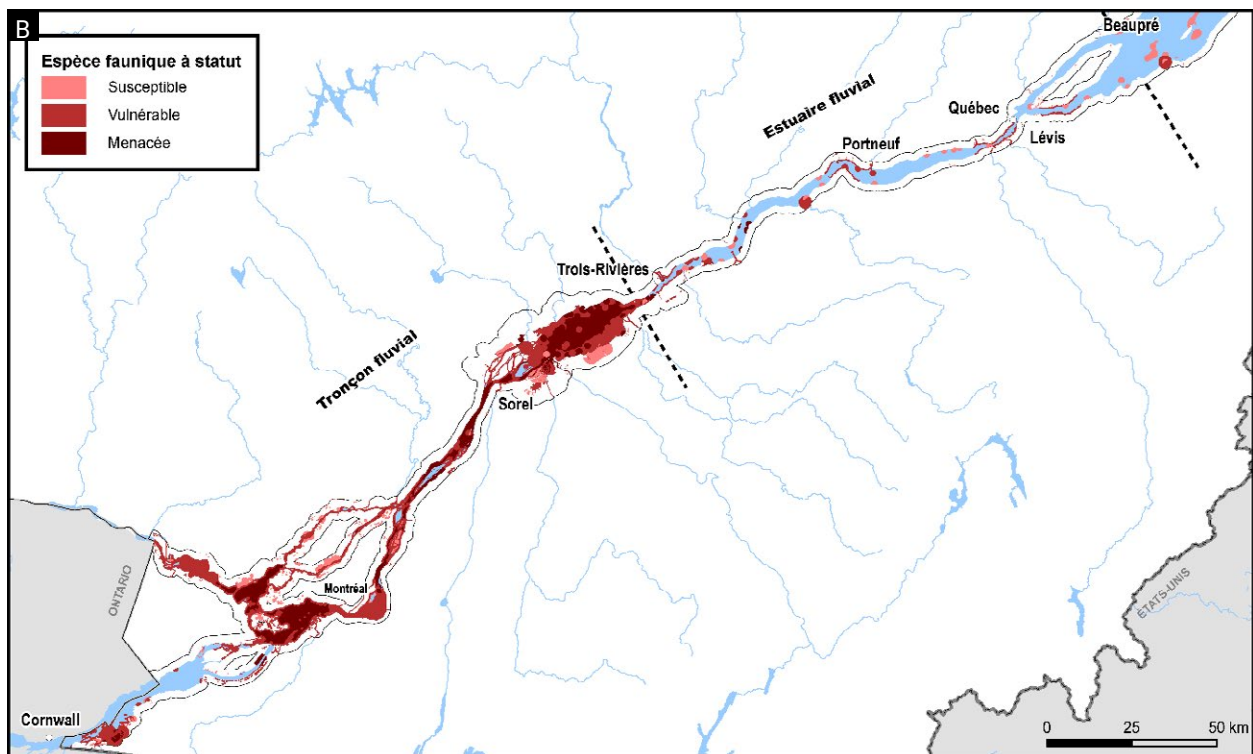 B
Espèce faunique à statut
Susceptible
Vulnérable
Menacée
Beaupré
Québec
Lévis
Estuaire fluvial
Portneuf
Trois-Rivières
Tronçon fluvial
Sorel
Montréal
ONTARIO
ÉTATS-UNIS
Cornwall
0 25 50 km